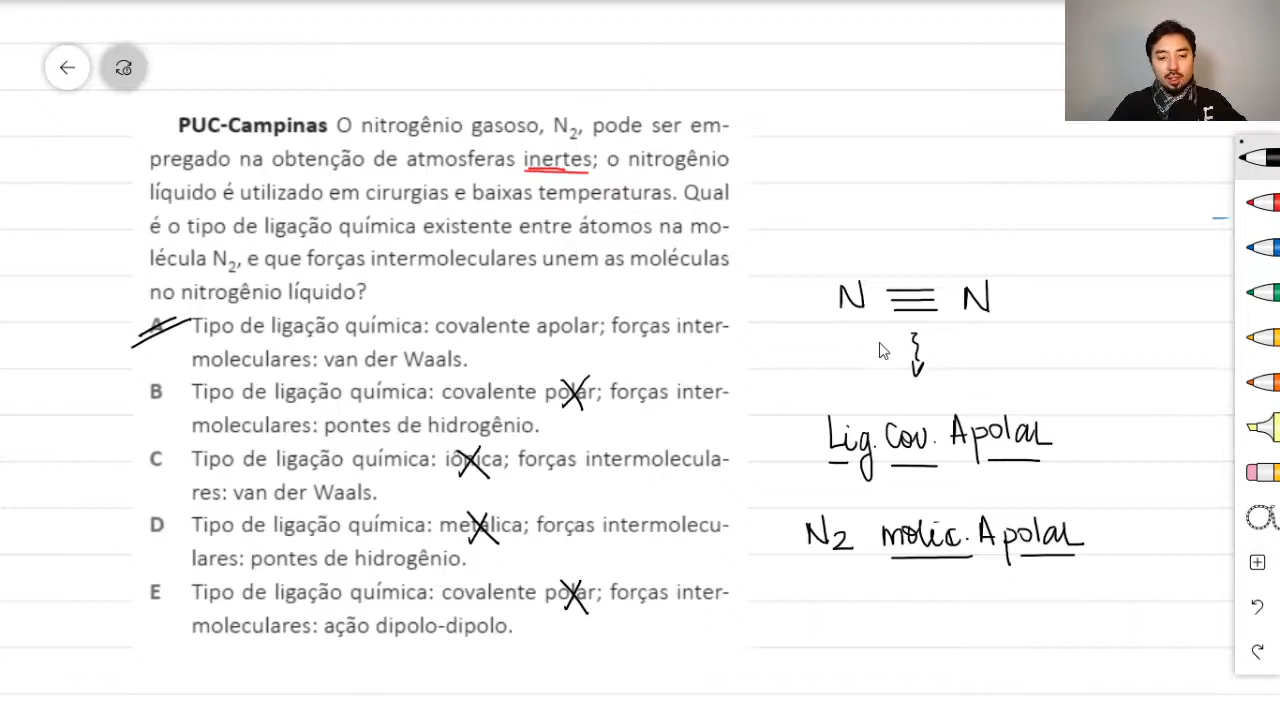 PUC-Campinas O nitrogênio gasoso, N2, pode ser em-
pregado na obtenção de atmosferas inertes; o nitrogênio
líquido é utilizado em cirurgias e baixas temperaturas. Qual
é o tipo de ligação química existente entre átomos na mo-
lécula N2, e que forças intermoleculares unem as moléculas
no nitrogênio líquido?
A Tipo de ligação química: covalente apolar; forças inter-
moleculares: van der Waals.
B Tipo de ligação química: covalente polar; forças inter-
moleculares: pontes de hidrogênio.
C Tipo de ligação química: iônica; forças intermolecula-
res: van der Waals.
D Tipo de ligação química: metálica; forças intermolecu-
lares: pontes de hidrogênio.
E Tipo de ligação química: covalente polar; forças inter-
moleculares: ação dipolo-dipolo.
N ≡ N
Lig. Cov. Apolar
N2 molec. Apolar